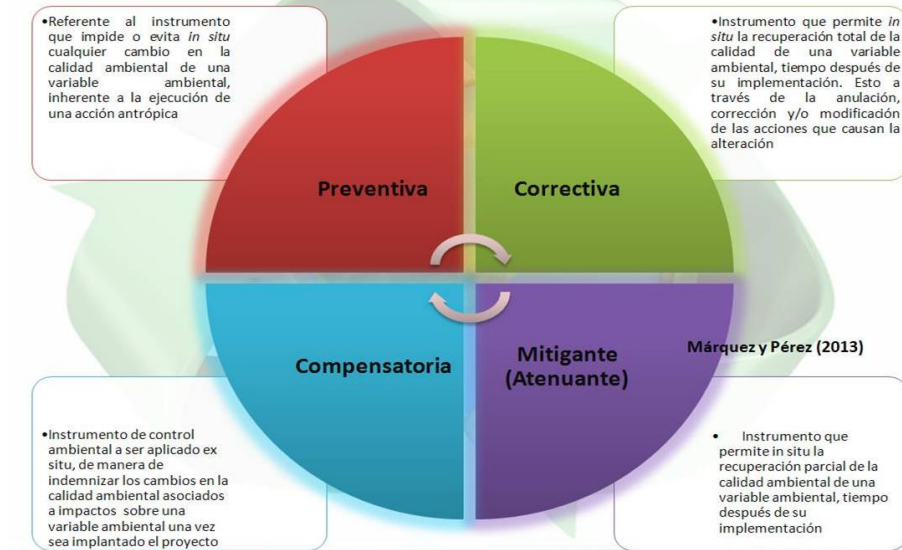 •Referente al instrumento
que impide o evita in situ
cualquier cambio en la
calidad ambiental de una
variable ambiental,
inherente a la ejecución de
una acción antrópica
•Instrumento que permite in
situ la recuperación total de la
calidad de una variable
ambiental, tiempo después de
su implementación. Esto a
través de la anulación,
corrección y/o modificación
de las acciones que causan la
alteración
Preventiva
Correctiva
Compensatoria
Mitigante
(Atenuante)
Márquez y Pérez (2013)
•Instrumento de control
ambiental a ser aplicado ex
situ, de manera de
indemnizar los cambios en la
calidad ambiental asociados
a impactos sobre una
variable ambiental una vez
sea implantado el proyecto
• Instrumento que
permite in situ la
recuperación parcial de la
calidad ambiental de una
variable ambiental, tiempo
después de su
implementación